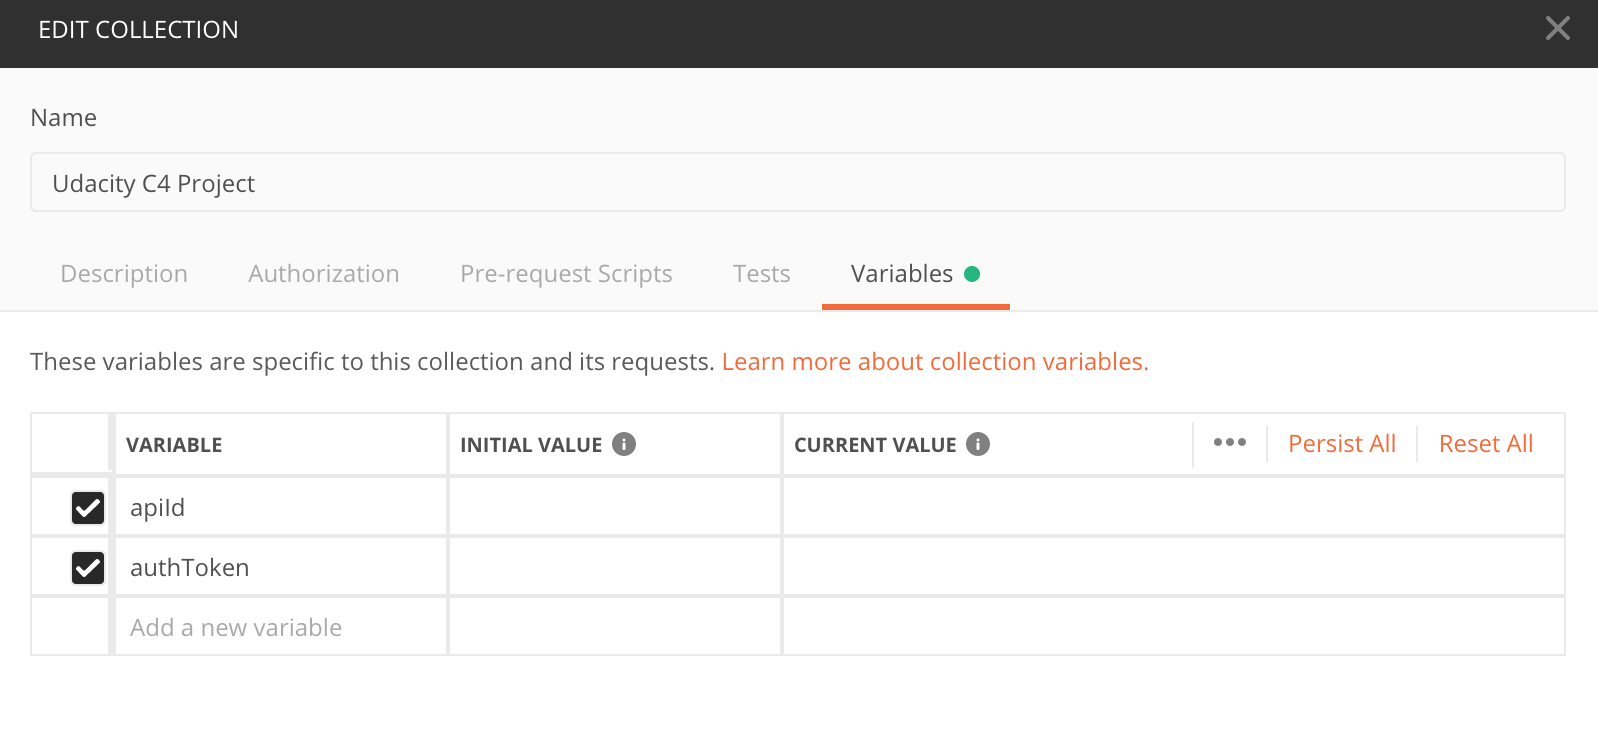 EDIT COLLECTION
Name
Udacity C4 Project
Description Authorization Pre-request Scripts Tests Variables
These variables are specific to this collection and its requests. Learn more about collection variables.
VARIABLE INITIAL VALUE CURRENT VALUE Persist All Reset All
apiId
authToken
Add a new variable